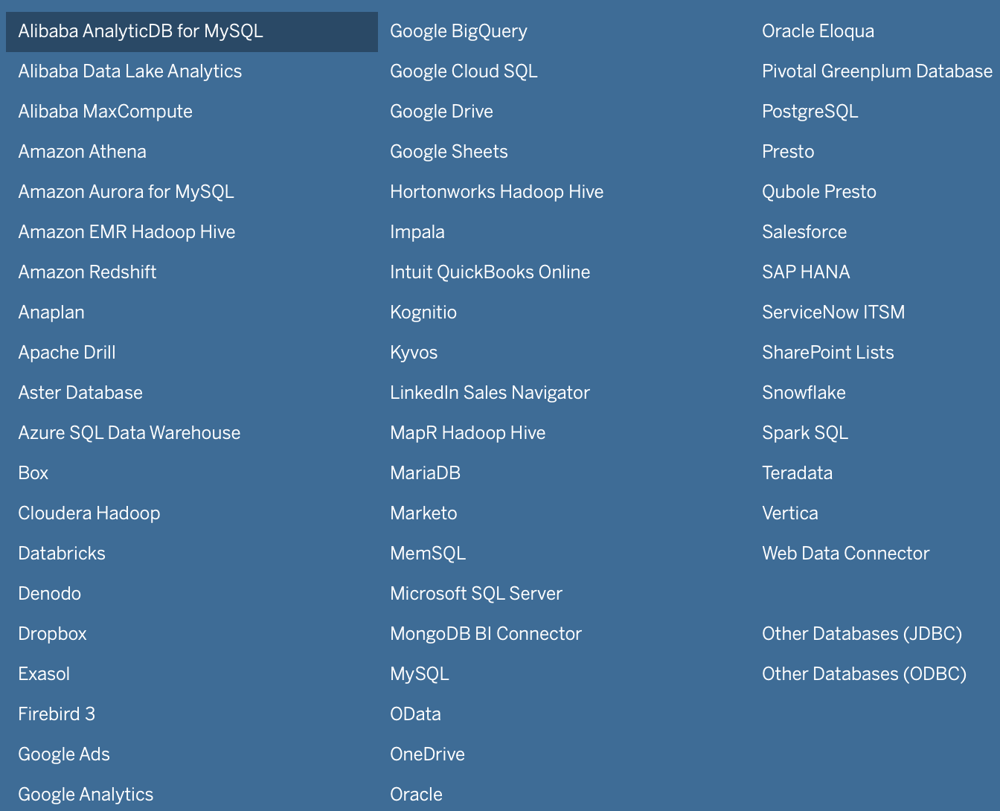 Alibaba AnalyticDB for MySQL
Alibaba Data Lake Analytics
Alibaba MaxCompute
Amazon Athena
Amazon Aurora for MySQL
Amazon EMR Hadoop Hive
Amazon Redshift
Anaplan
Apache Drill
Aster Database
Azure SQL Data Warehouse
Box
Cloudera Hadoop
Databricks
Denodo
Dropbox
Exasol
Firebird 3
Google Ads
Google Analytics
Google BigQuery
Google Cloud SQL
Google Drive
Google Sheets
Hortonworks Hadoop Hive
Impala
Intuit QuickBooks Online
Kognitio
Kyvos
LinkedIn Sales Navigator
MapR Hadoop Hive
MariaDB
Marketo
MemSQL
Microsoft SQL Server
MongoDB BI Connector
MySQL
OData
OneDrive
Oracle
Oracle Eloqua
Pivotal Greenplum Database
PostgreSQL
Presto
Qubole Presto
Salesforce
SAP HANA
ServiceNow ITSM
SharePoint Lists
Snowflake
Spark SQL
Teradata
Vertica
Web Data Connector
Other Databases (JDBC)
Other Databases (ODBC)